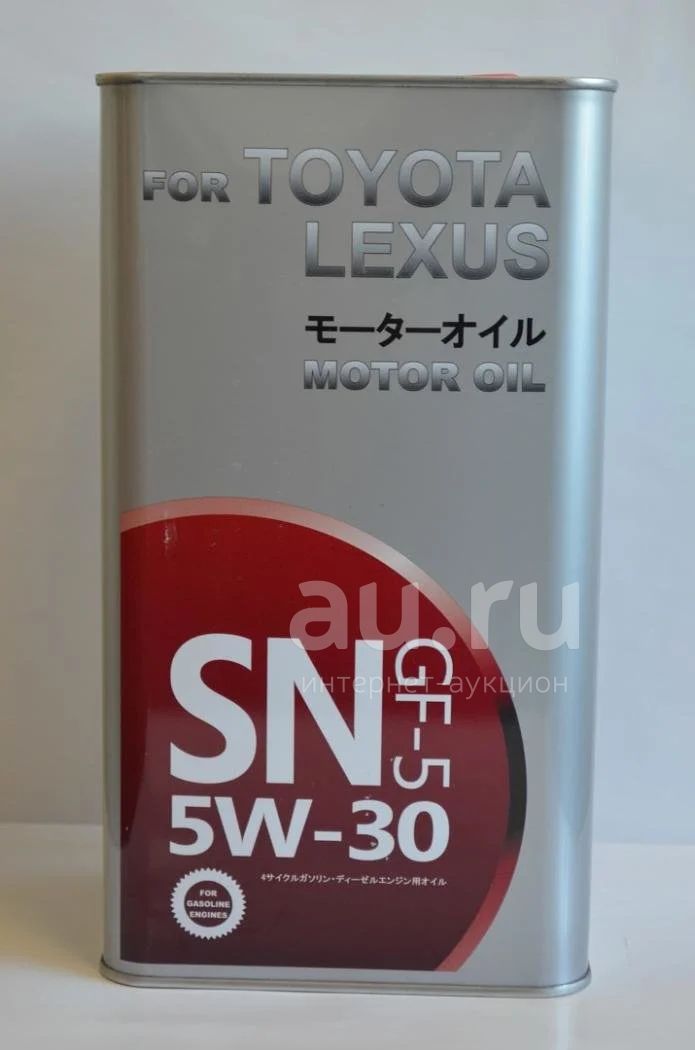 FOR TOYOTA
LEXUS
モーターオイル
MOTOR OIL
au.ru
интернет-аукцион
SN GF-5
5W-30
4サイクルガソリン・ディーゼルエンジン用オイル
FOR
GASOLINE
ENGINES